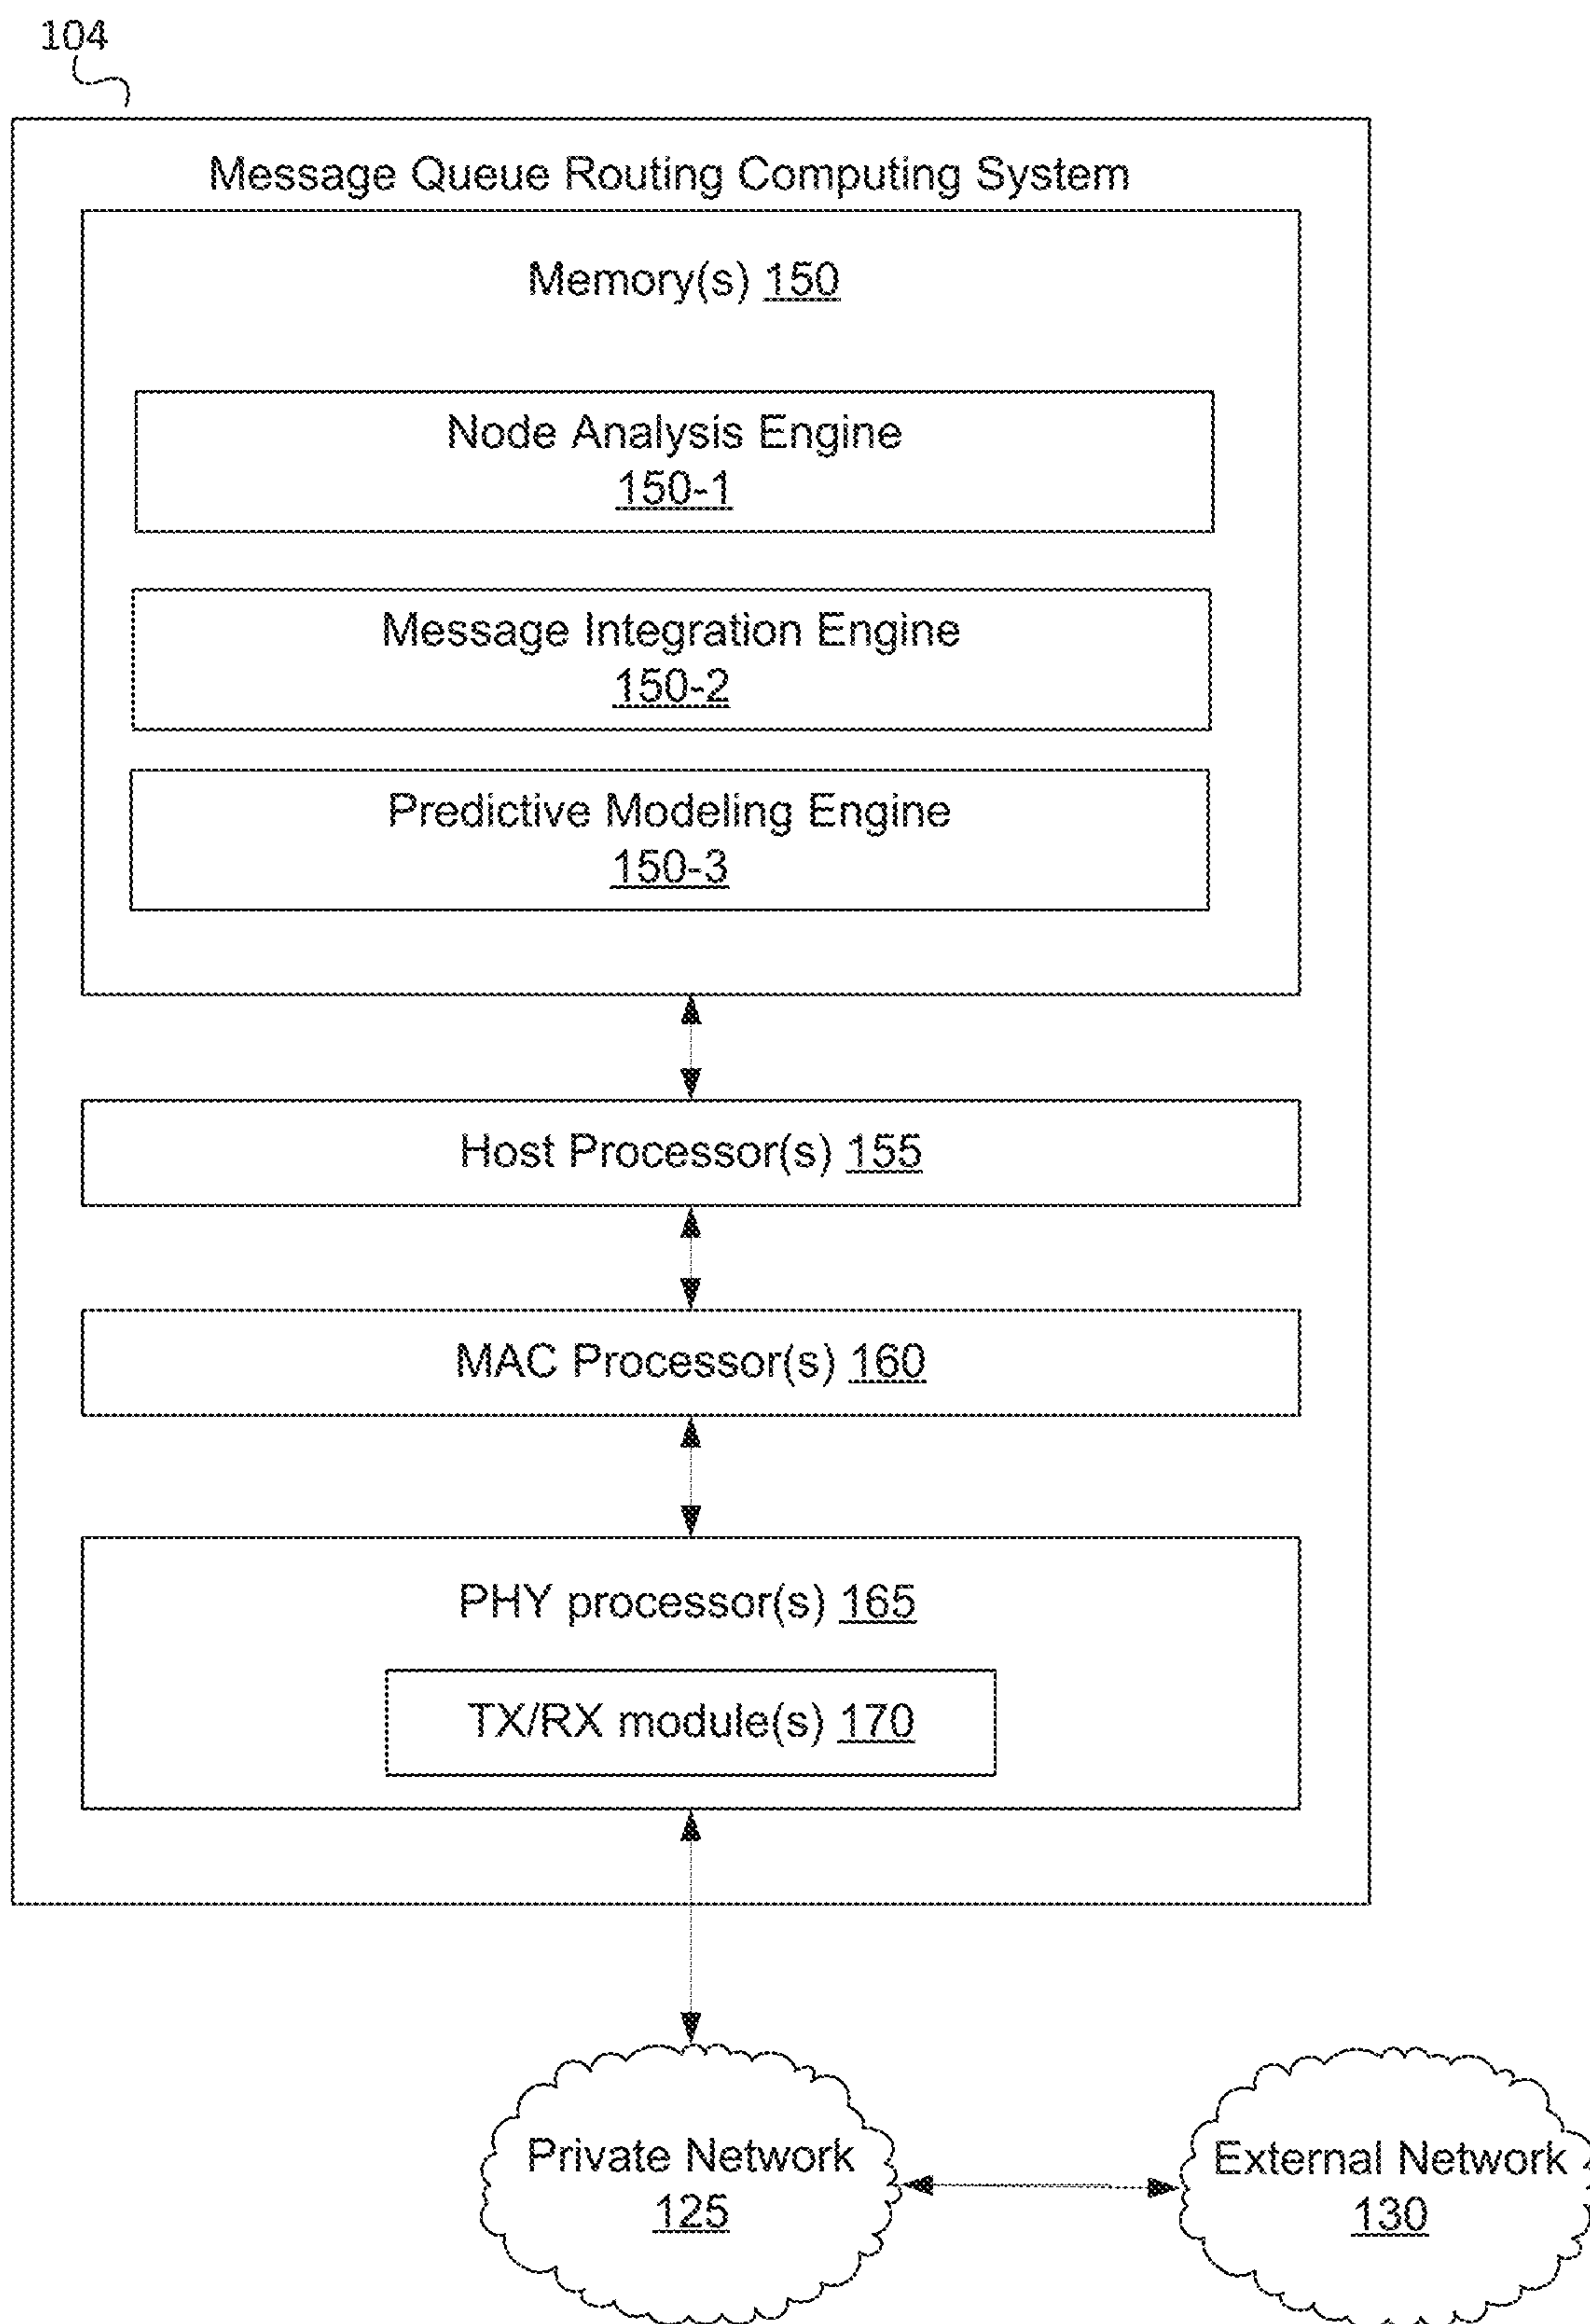 104
Message Queue Routing Computing System
Memory(s) 150
Node Analysis Engine
150-1
Message Integration Engine
150-2
Predictive Modeling Engine
150-3
Host Processor(s) 155
MAC Processor(s) 160
PHY processor(s) 165
TX/RX module(s) 170
Private Network
125
External Network
130